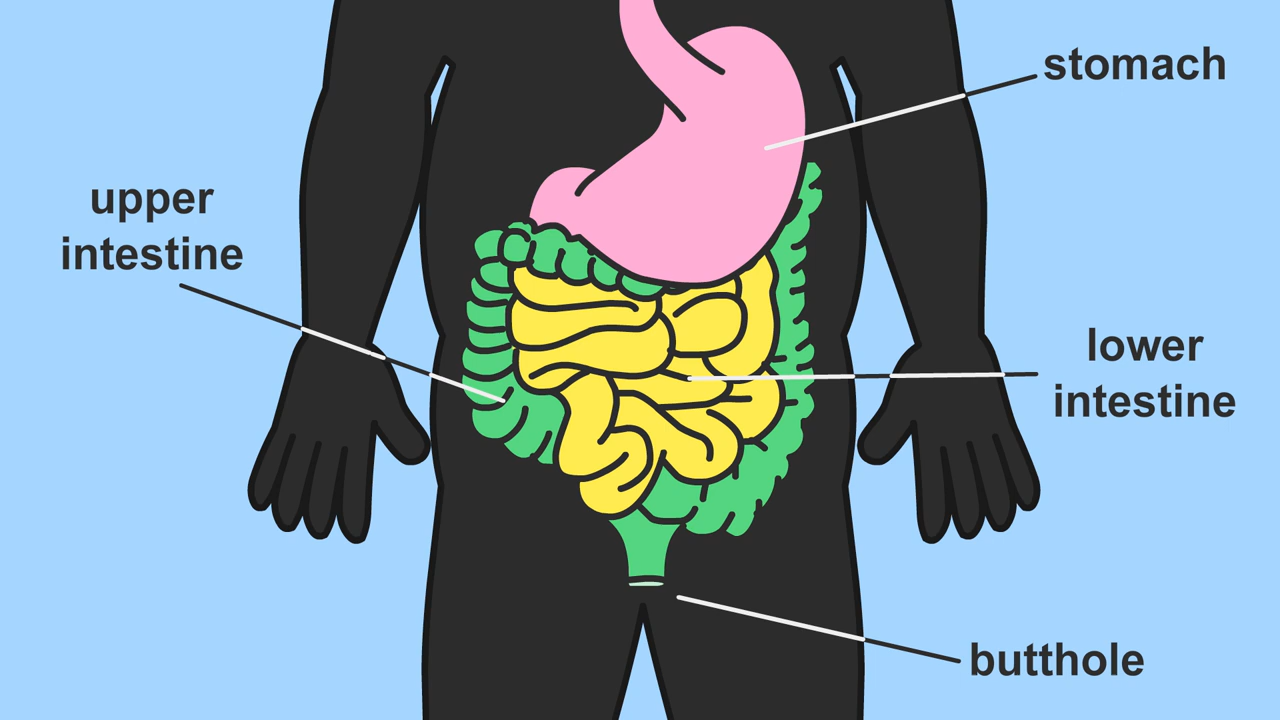 stomach
upper
intestine
lower
intestine
butthole